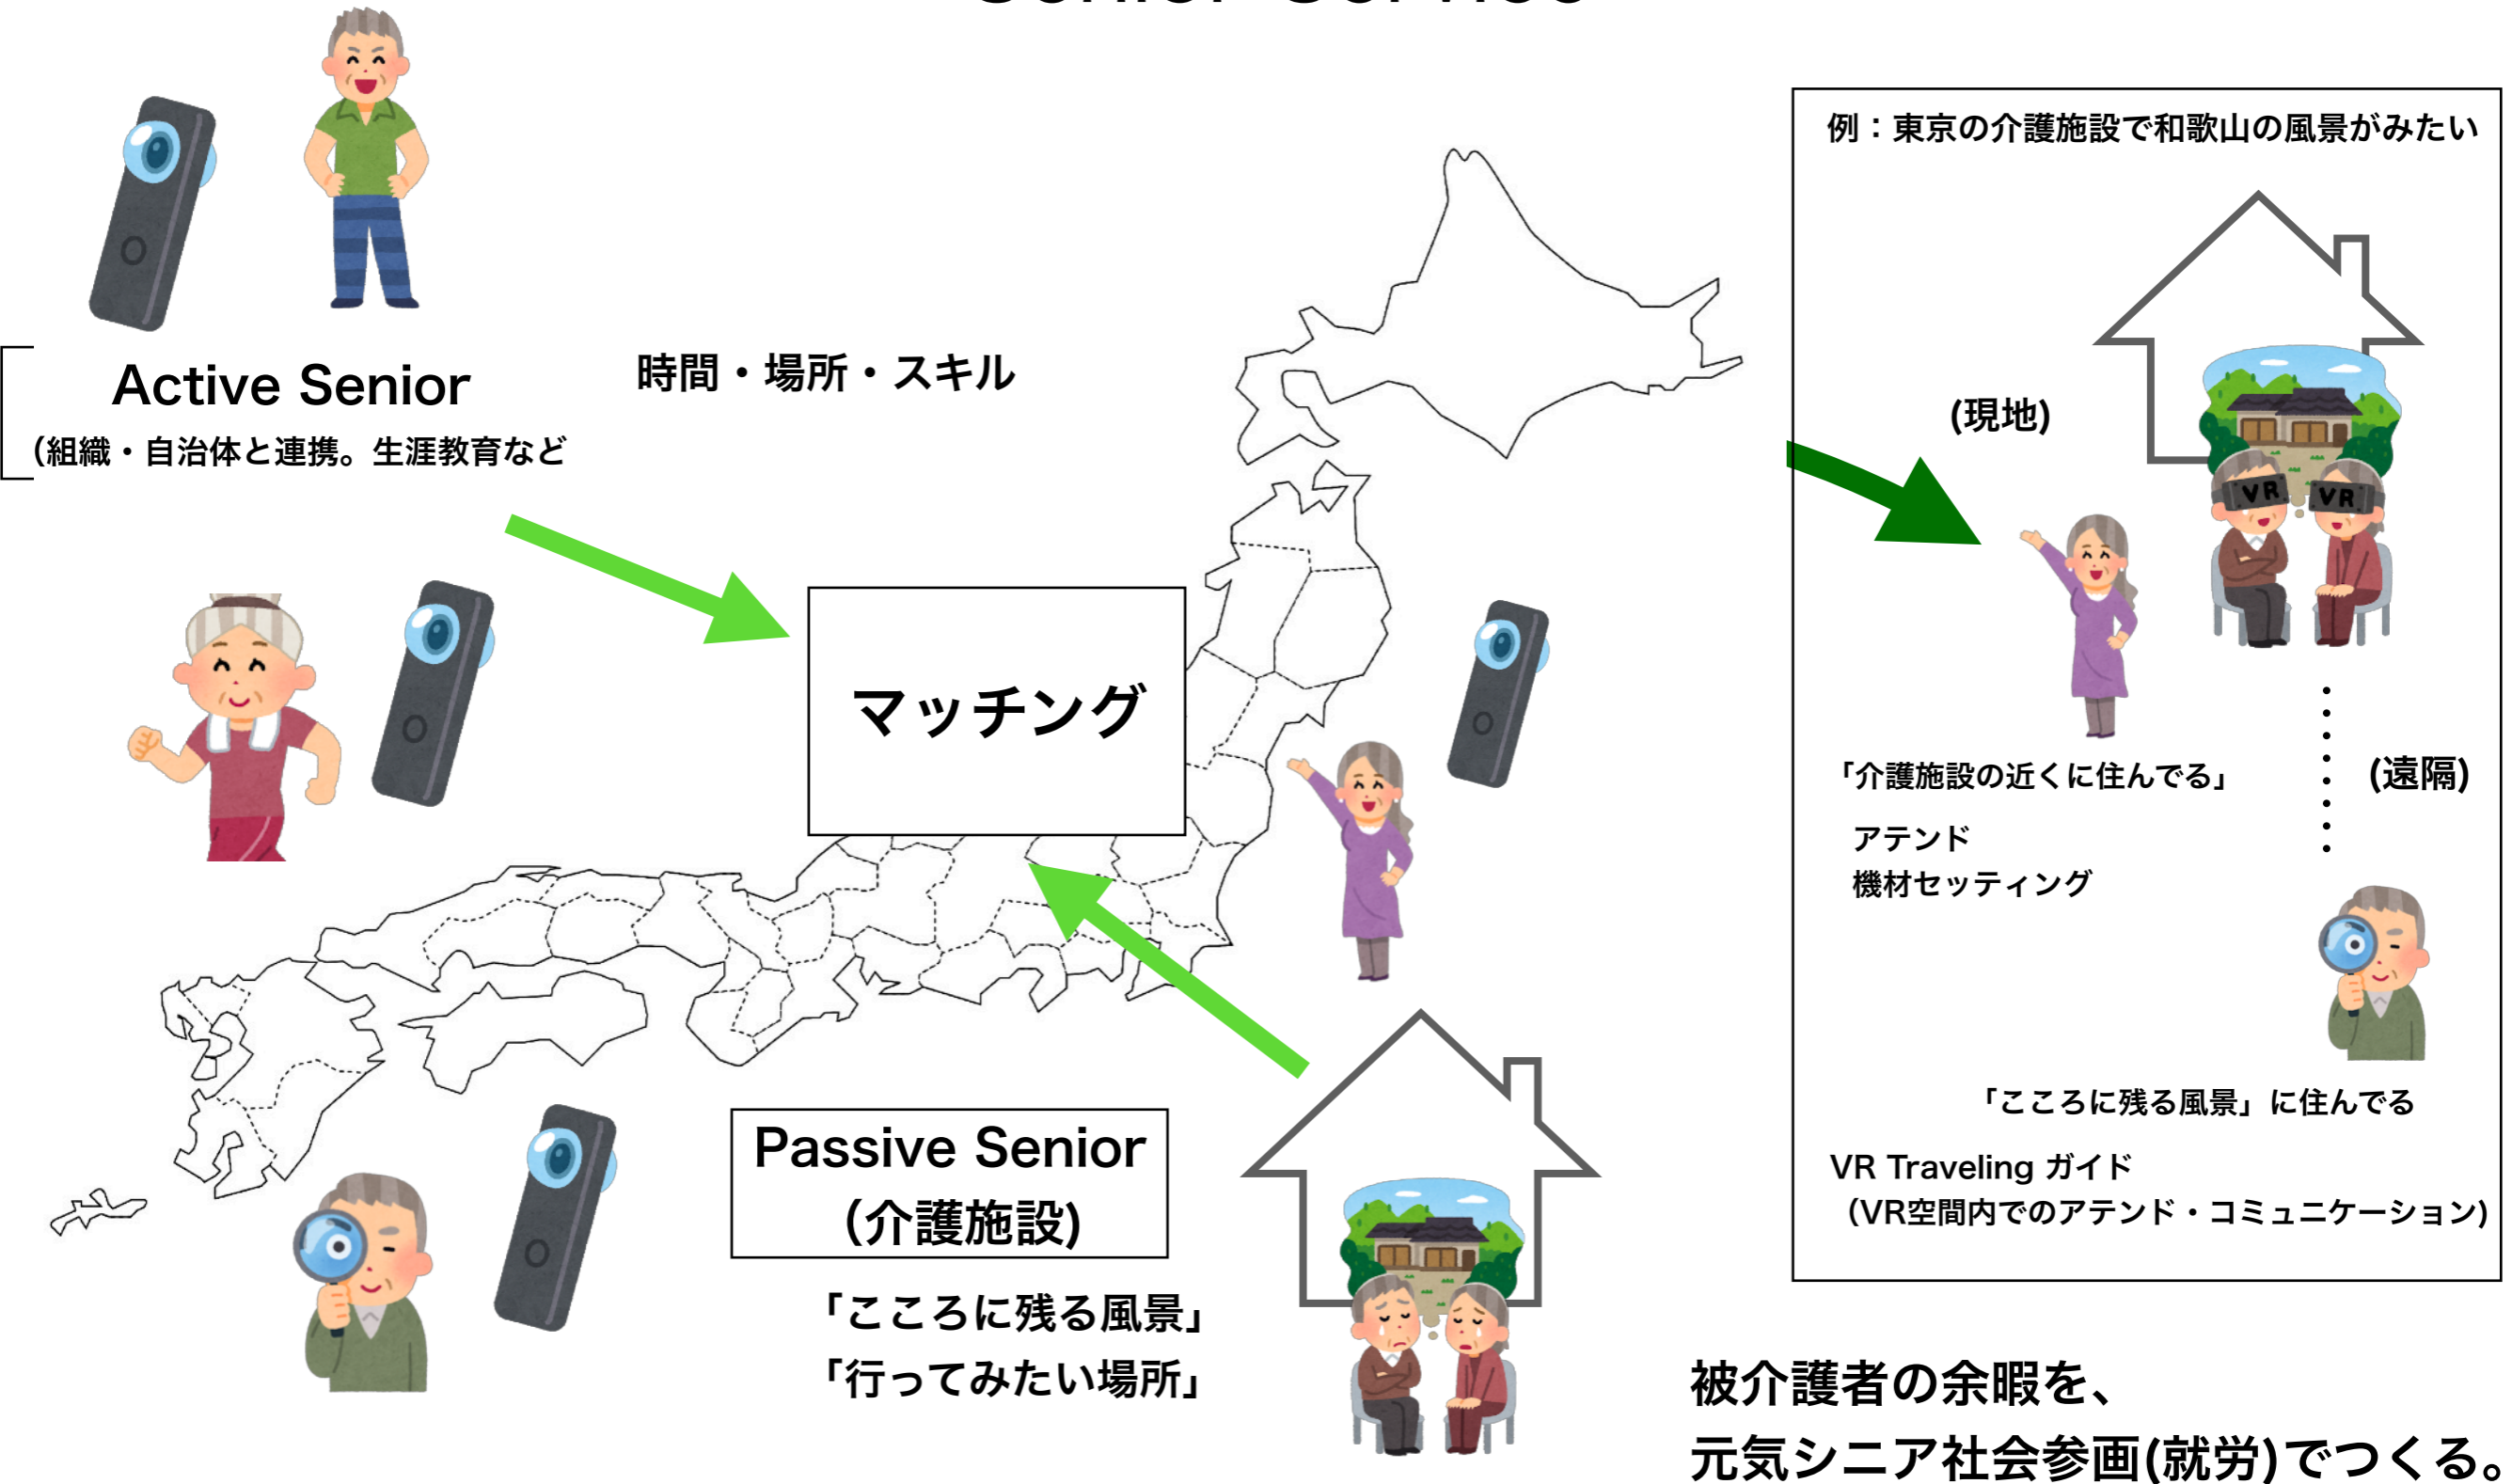 Senior Service
Active Senior
（組織・自治体と連携。生涯教育など
時間・場所・スキル
マッチング
Passive Senior
（介護施設)
「こころに残る風景」
「行ってみたい場所」
例：東京の介護施設で和歌山の風景がみたい
(現地)
VR
VR
「介護施設の近くに住んでる」
(遠隔)
アテンド
機材セッティング
「こころに残る風景」に住んでる
VR Traveling ガイド
（VR空間内でのアテンド・コミュニケーション)
被介護者の余暇を、
元気シニア社会参画(就労)でつくる。